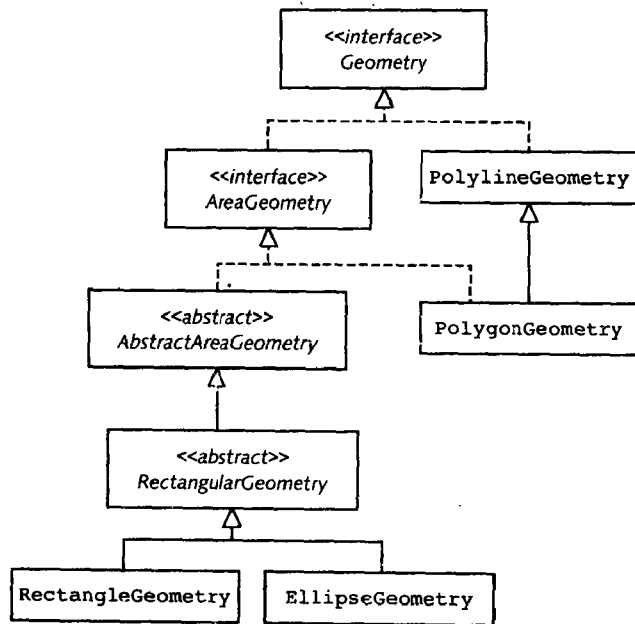 <<interface>>
Geometry
<<interface>>
AreaGeometry
PolylineGeometry
<<abstract>>
AbstractAreaGeometry
PolygonGeometry
<<abstract>>
RectangularGeometry
RectangleGeometry
EllipseGeometry